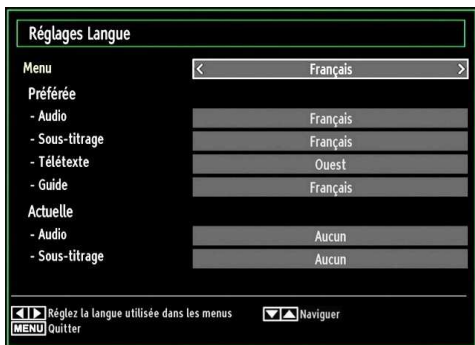 Réglages Langue
Menu < Français >
Préférée
- Audio Français
- Sous-titrage Français
- Télétexte Ouest
- Guide Français
Actuelle
- Audio Aucun
- Sous-titrage Aucun
Réglez la langue utilisée dans les menus Naviguer
MENU Quitter